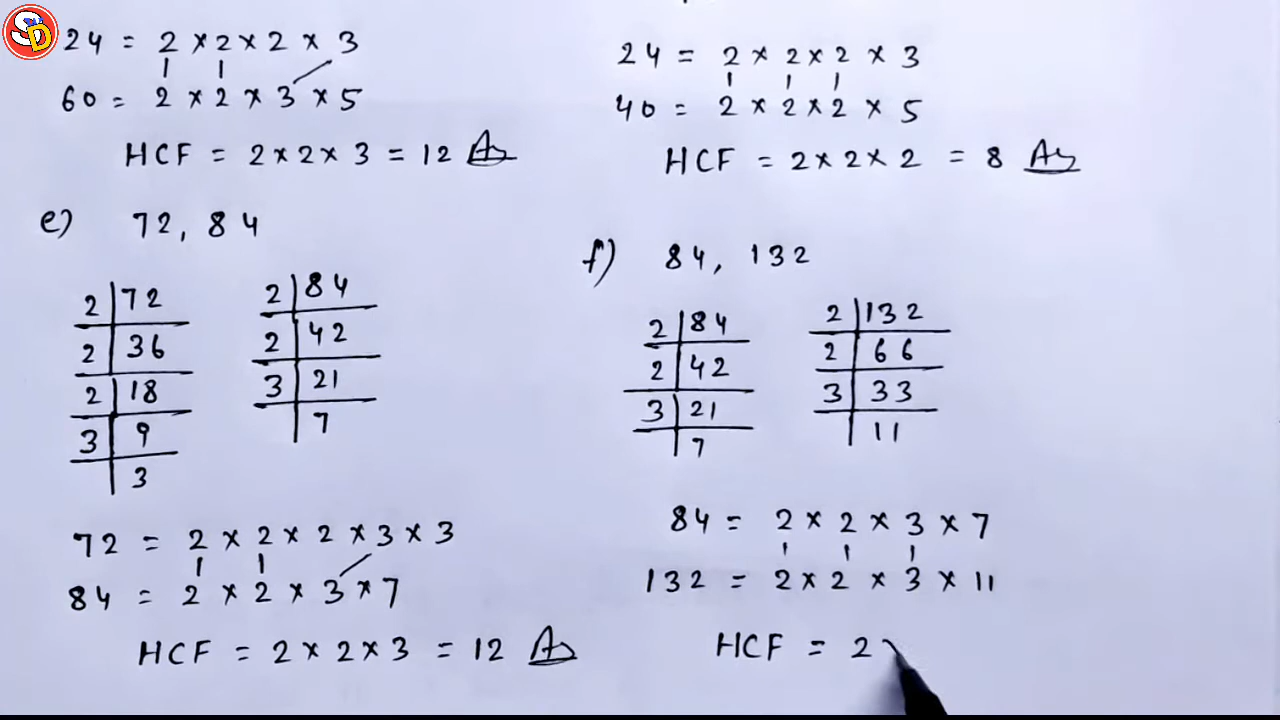 SD
24 = 2 × 2 × 2 × 3
60 = 2 × 2 × 3 × 5
HCF = 2 × 2 × 3 = 12 Ans
e) 72, 84
2 | 72
2 | 36
2 | 18
3 | 9
3
2 | 84
2 | 42
3 | 21
7
72 = 2 × 2 × 2 × 3 × 3
84 = 2 × 2 × 3 × 7
HCF = 2 × 2 × 3 = 12 Ans
24 = 2 × 2 × 2 × 3
40 = 2 × 2 × 2 × 5
HCF = 2 × 2 × 2 = 8 Ans
f) 84, 132
2 | 84
2 | 42
3 | 21
7
2 | 132
2 | 66
3 | 33
11
84 = 2 × 2 × 3 × 7
132 = 2 × 2 × 3 × 11
HCF = 2